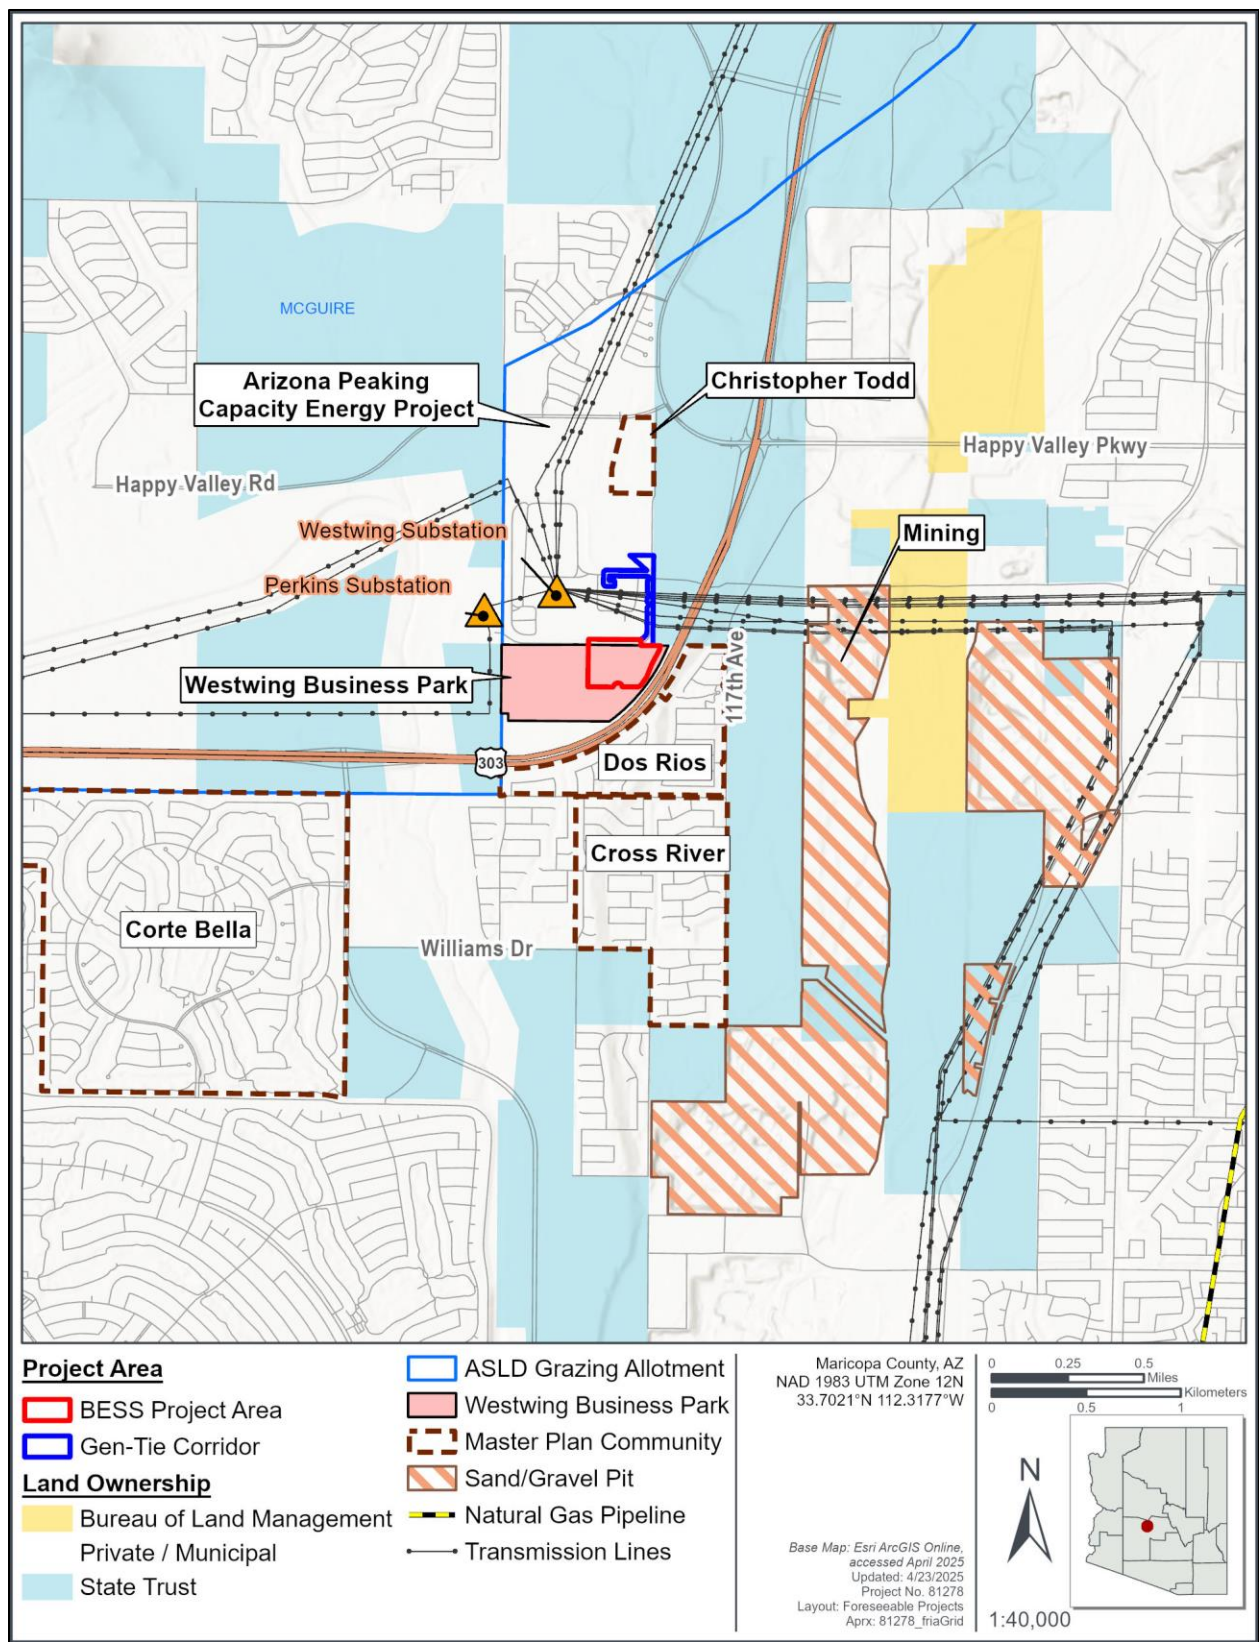 MCGUIRE
Arizona Peaking
Capacity Energy Project
Christopher Todd
Happy Valley Pkwy
Happy Valley Rd
Westwing Substation
Mining
Perkins Substation
Westwing Business Park
117th Ave
303
Dos Rios
Cross River
Corte Bella
Williams Dr
Project Area
BESS Project Area
Gen-Tie Corridor
Land Ownership
Bureau of Land Management
Private / Municipal
State Trust
ASLD Grazing Allotment
Westwing Business Park
Master Plan Community
Sand/Gravel Pit
Natural Gas Pipeline
Transmission Lines
Maricopa County, AZ
NAD 1983 UTM Zone 12N
33.7021°N 112.3177°W
Base Map: Esri ArcGIS Online,
accessed April 2025
Updated: 4/23/2025
Project No. 81278
Layout: Foreseeable Projects
Aprx: 81278_friaGrid
0 0.25 0.5
Miles
Kilometers
0 0.5 1
N
1:40,000